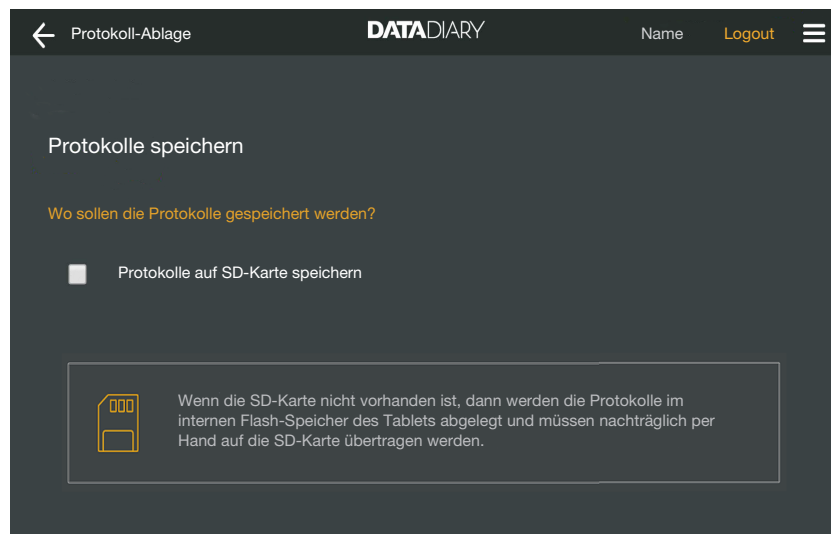 Protokoll-Ablage DATADIARY Name Logout
Protokolle speichern
Wo sollen die Protokolle gespeichert werden?
Protokolle auf SD-Karte speichern
Wenn die SD-Karte nicht vorhanden ist, dann werden die Protokolle im
internen Flash-Speicher des Tablets abgelegt und müssen nachträglich per
Hand auf die SD-Karte übertragen werden.